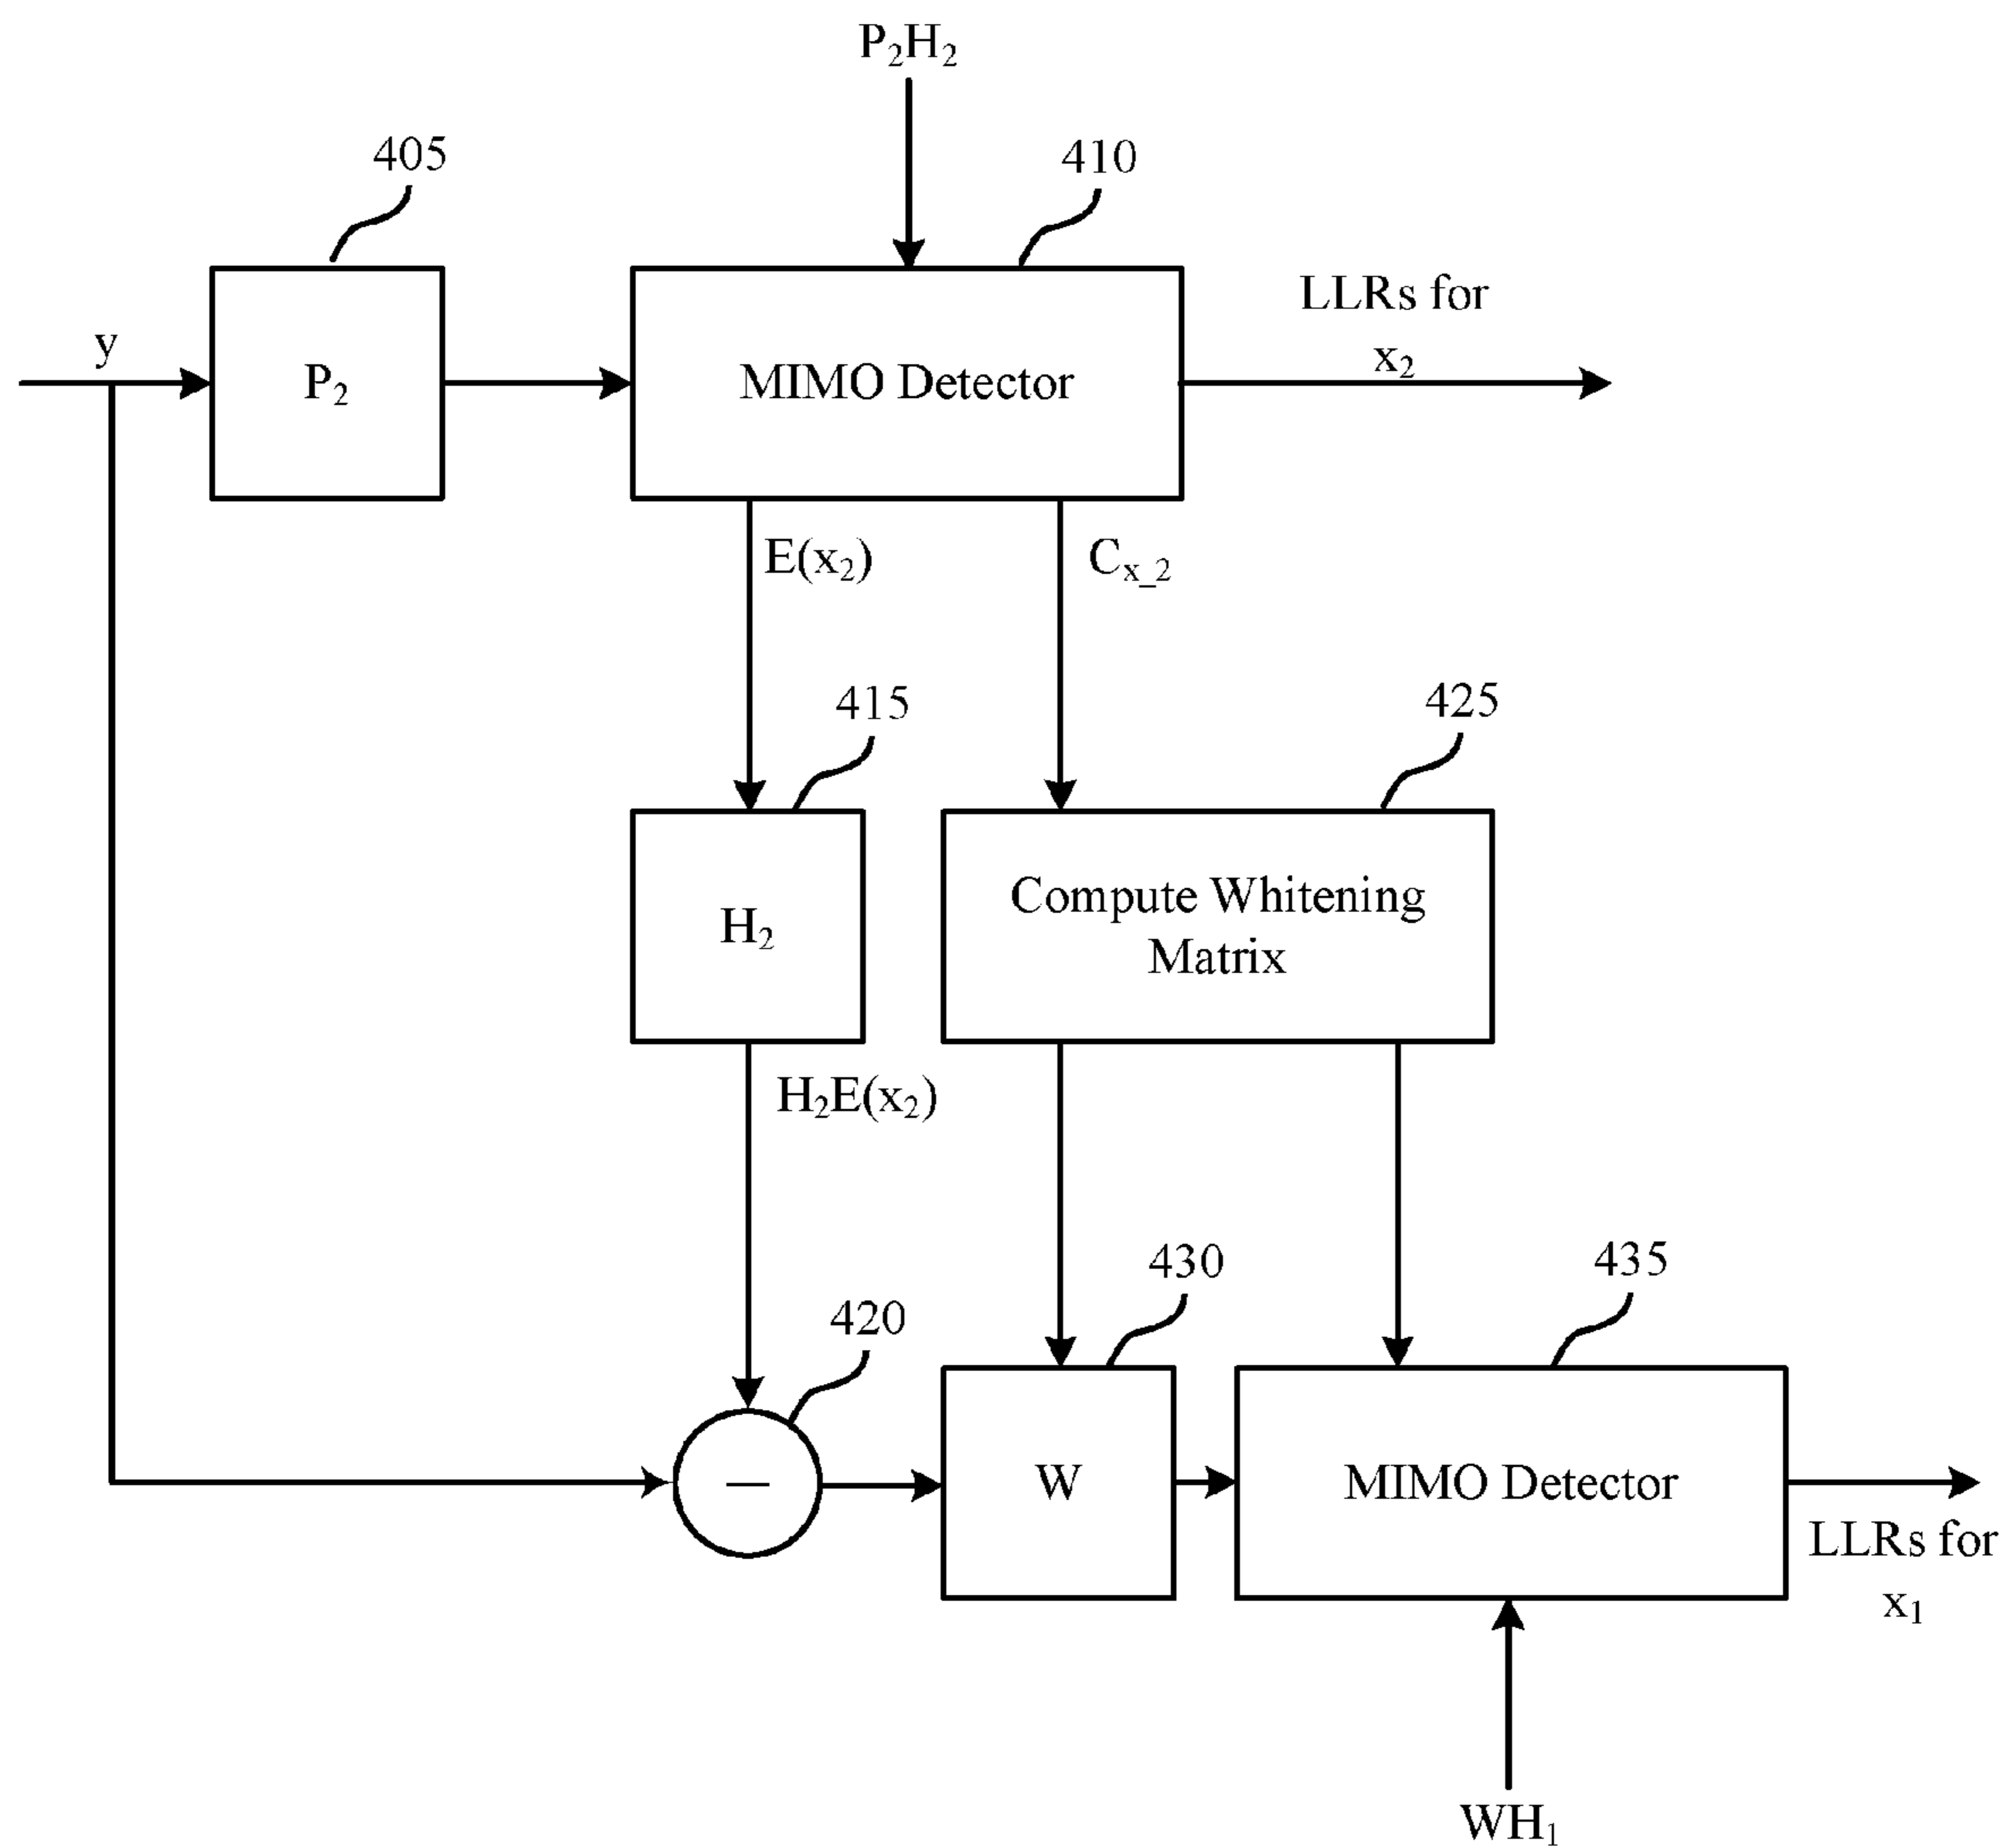 P₂H₂
405
410
LLRs for
x₂
y
P₂
MIMO Detector
E(x₂)
Cₓ_₂
415
425
H₂
Compute Whitening
Matrix
H₂E(x₂)
420
430
435
—
W
MIMO Detector
LLRs for
x₁
WH₁